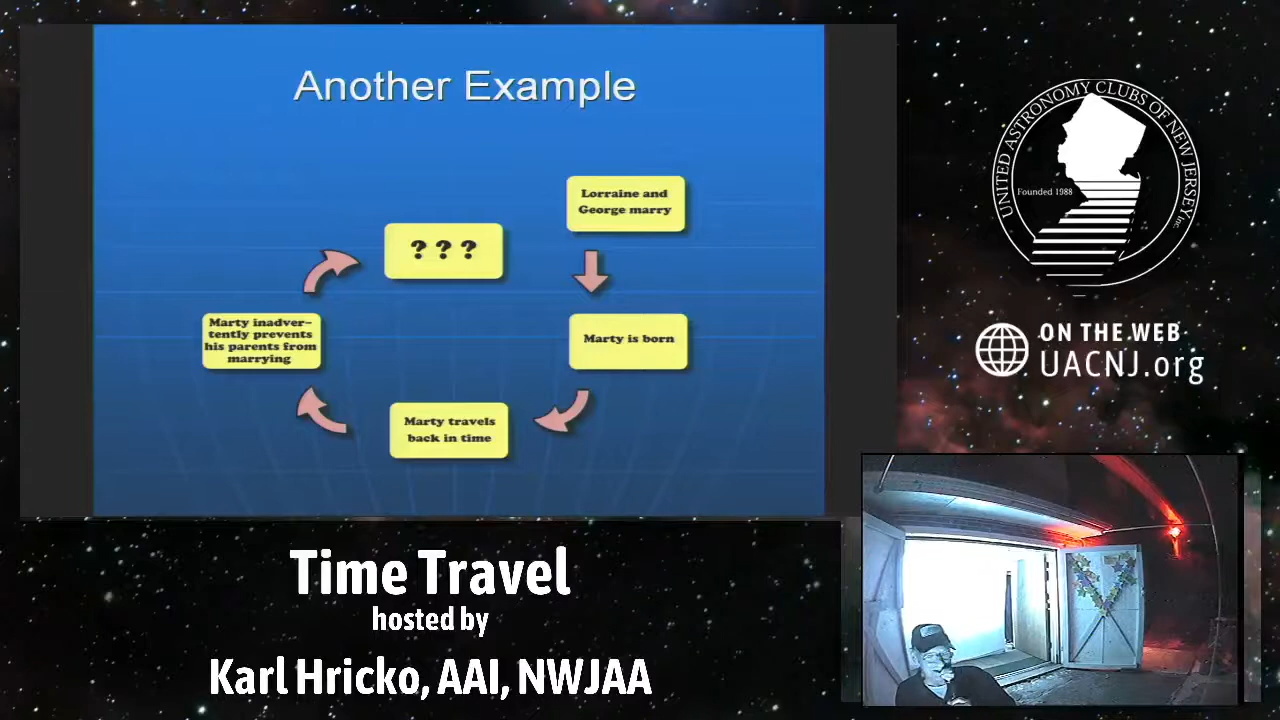 Another Example
Lorraine and
George marry
? ? ?
Marty inadver-
tently prevents
his parents from
marrying
Marty is born
Marty travels
back in time
UNITED ASTRONOMY CLUBS OF NEW JERSEY Inc.
Founded 1988
ON THE WEB
UACNJ.org
Time Travel
hosted by
Karl Hricko, AAI, NWJAA